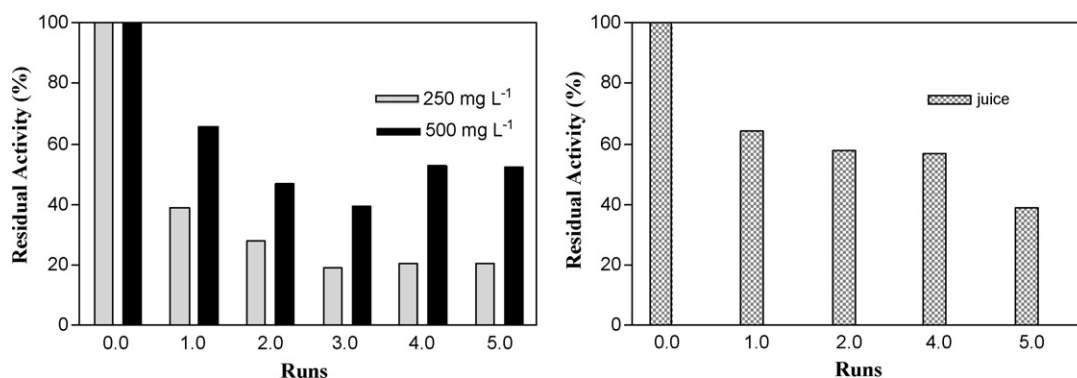 Residual Activity (%)
100
80
60
40
20
0
250 mg L⁻¹
500 mg L⁻¹
0.0 1.0 2.0 3.0 4.0 5.0
Runs
Residual Activity (%)
100
80
60
40
20
0
juice
0.0 1.0 2.0 4.0 5.0
Runs